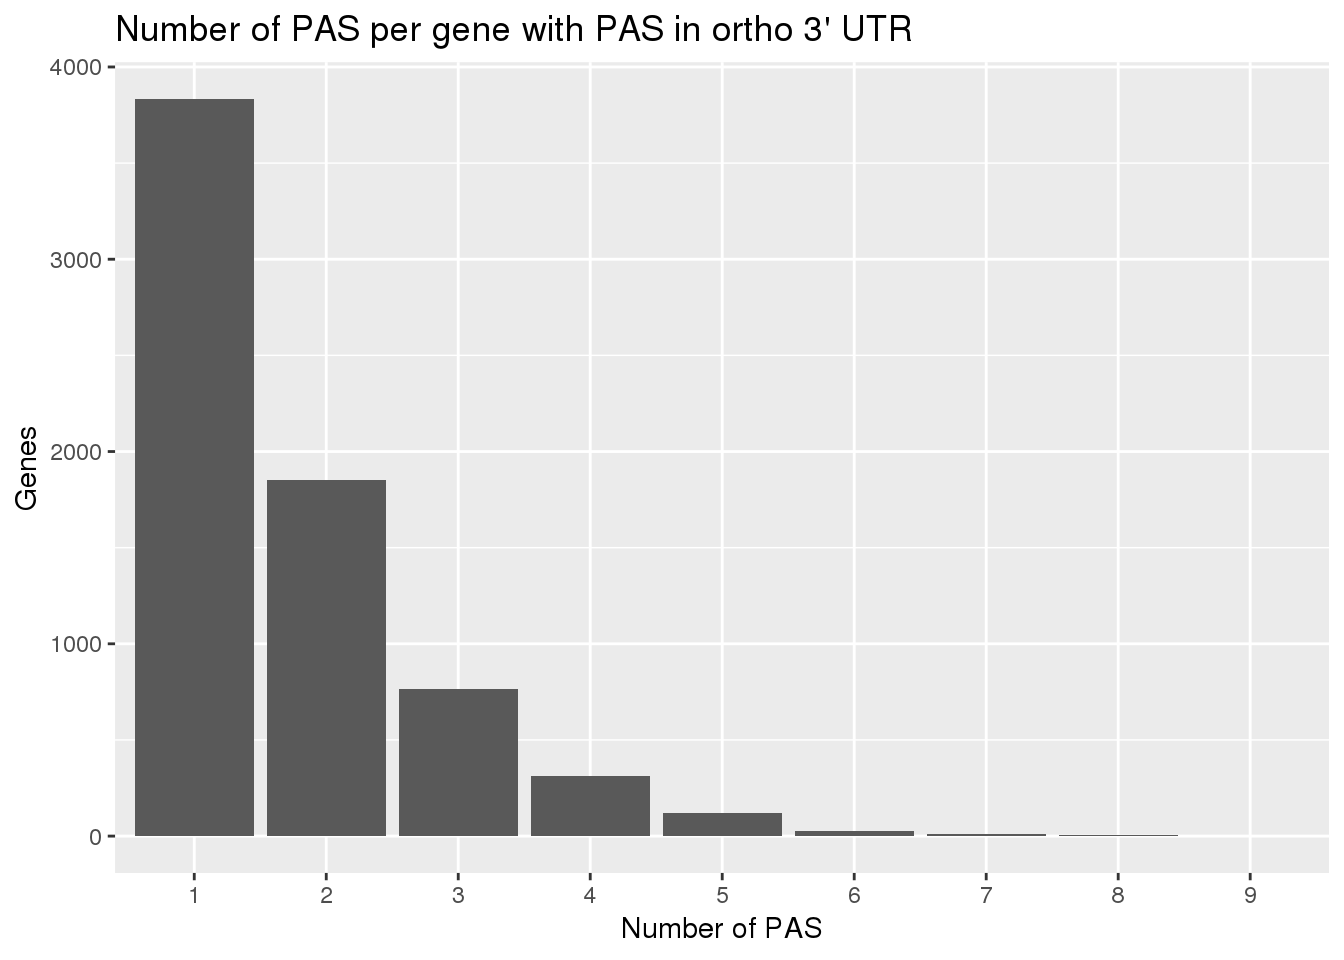 Number of PAS per gene with PAS in ortho 3' UTR
4000
3000
2000
1000
0
Genes
1 2 3 4 5 6 7 8 9
Number of PAS